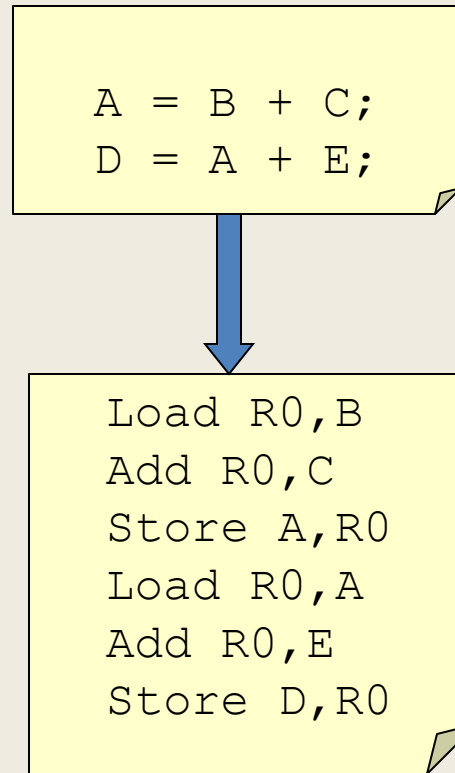 A = B + C;
D = A + E;
Load R0,B
Add R0,C
Store A,R0
Load R0,A
Add R0,E
Store D,R0